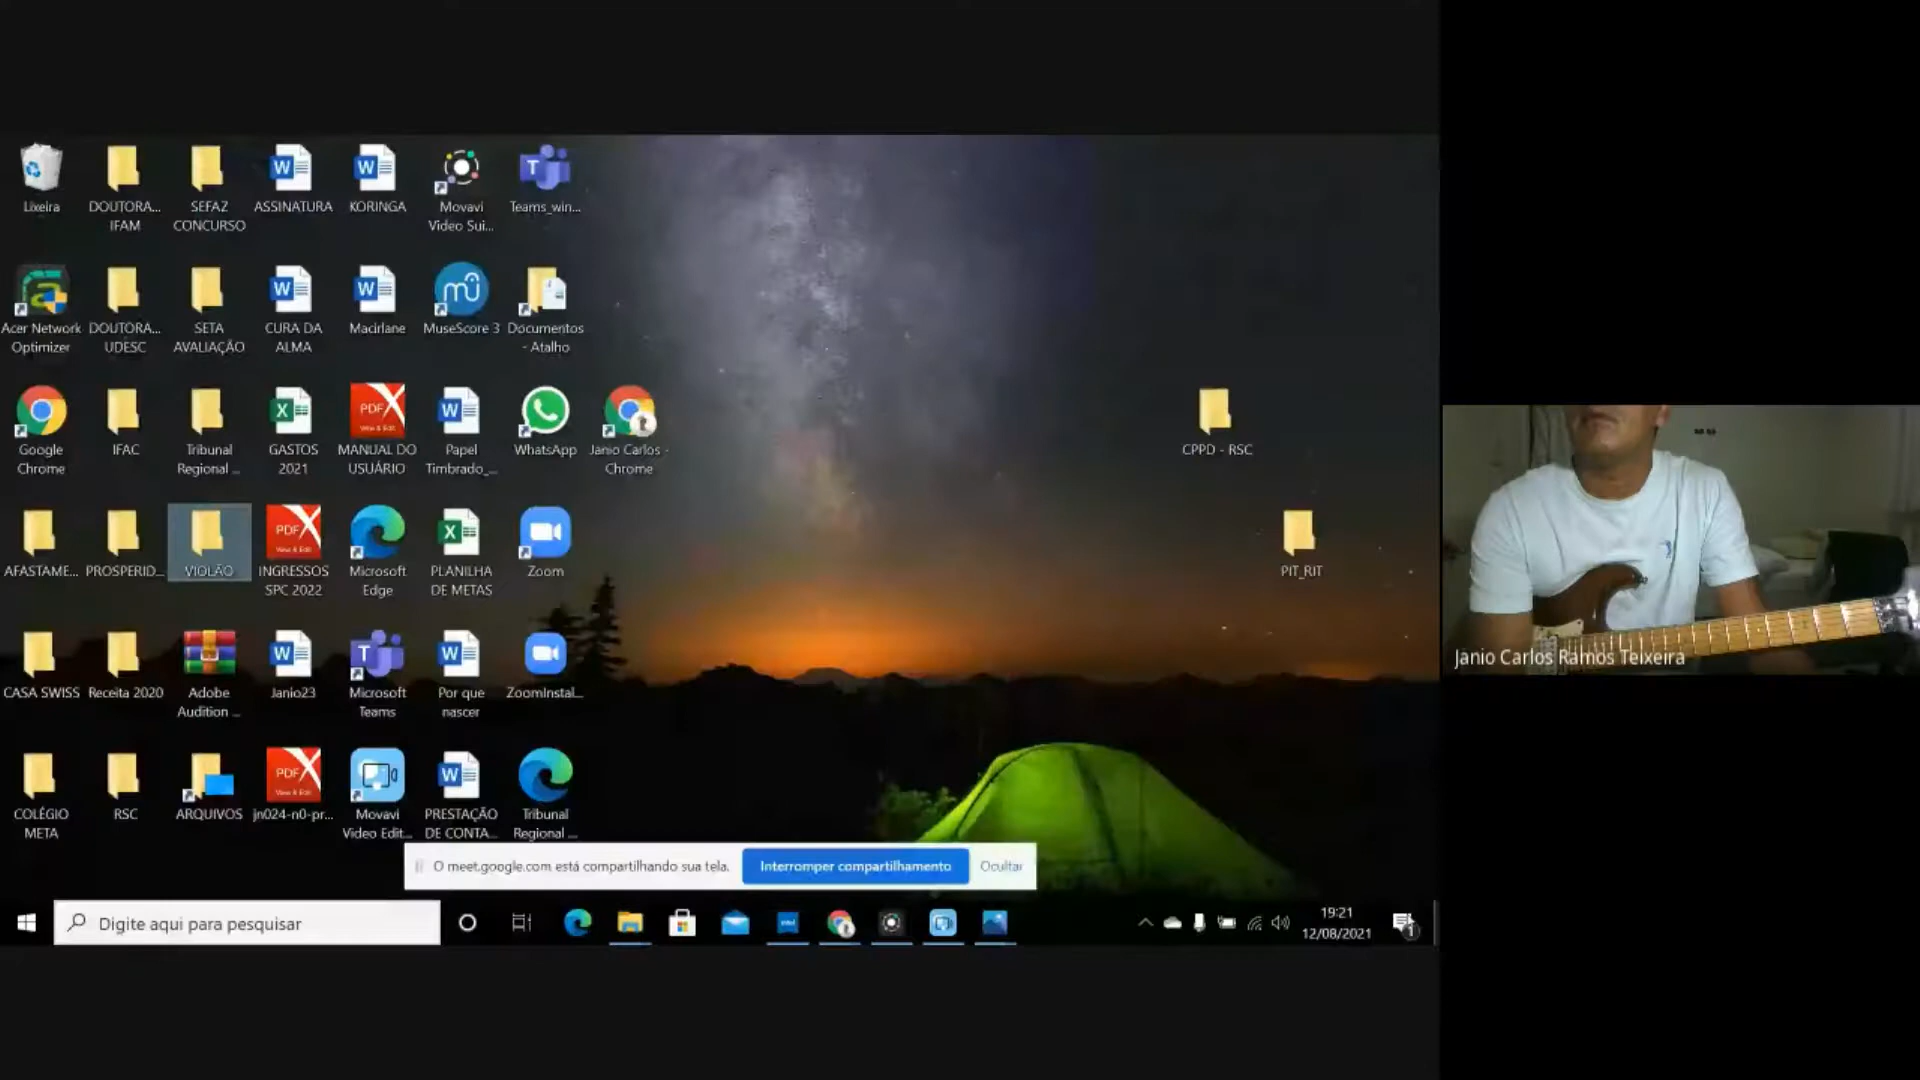 Lixeira
DOUTORA...
IFAM
SEFAZ
CONCURSO
ASSINATURA
KORINGA
Movavi
Video Sui...
Teams_win...
Acer Network
Optimizer
DOUTORA...
UDESC
SETA
AVALIAÇÃO
CURA DA
ALMA
Macirlane
MuseScore 3
Documentos
- Atalho
Google
Chrome
IFAC
Tribunal
Regional ...
GASTOS
2021
MANUAL DO
USUÁRIO
Papel
Timbrado_...
WhatsApp
Janio Carlos -
Chrome
CPPD - RSC
AFASTAME...
PROSPERID...
VIOLÃO
INGRESSOS
SPC 2022
Microsoft
Edge
PLANILHA
DE METAS
Zoom
PIT_RIT
CASA SWISS
Receita 2020
Adobe
Audition ...
Janio23
Microsoft
Teams
Por que
nascer
ZoomInstal...
COLÉGIO
META
RSC
ARQUIVOS
jn024-n0-pr...
Movavi
Video Edit...
PRESTAÇÃO
DE CONTA...
Tribunal
Regional ...
O meet.google.com está compartilhando sua tela.
Interromper compartilhamento
Ocultar
Digite aqui para pesquisar
19:21
12/08/2021
1
Janio Carlos Ramos Teixeira